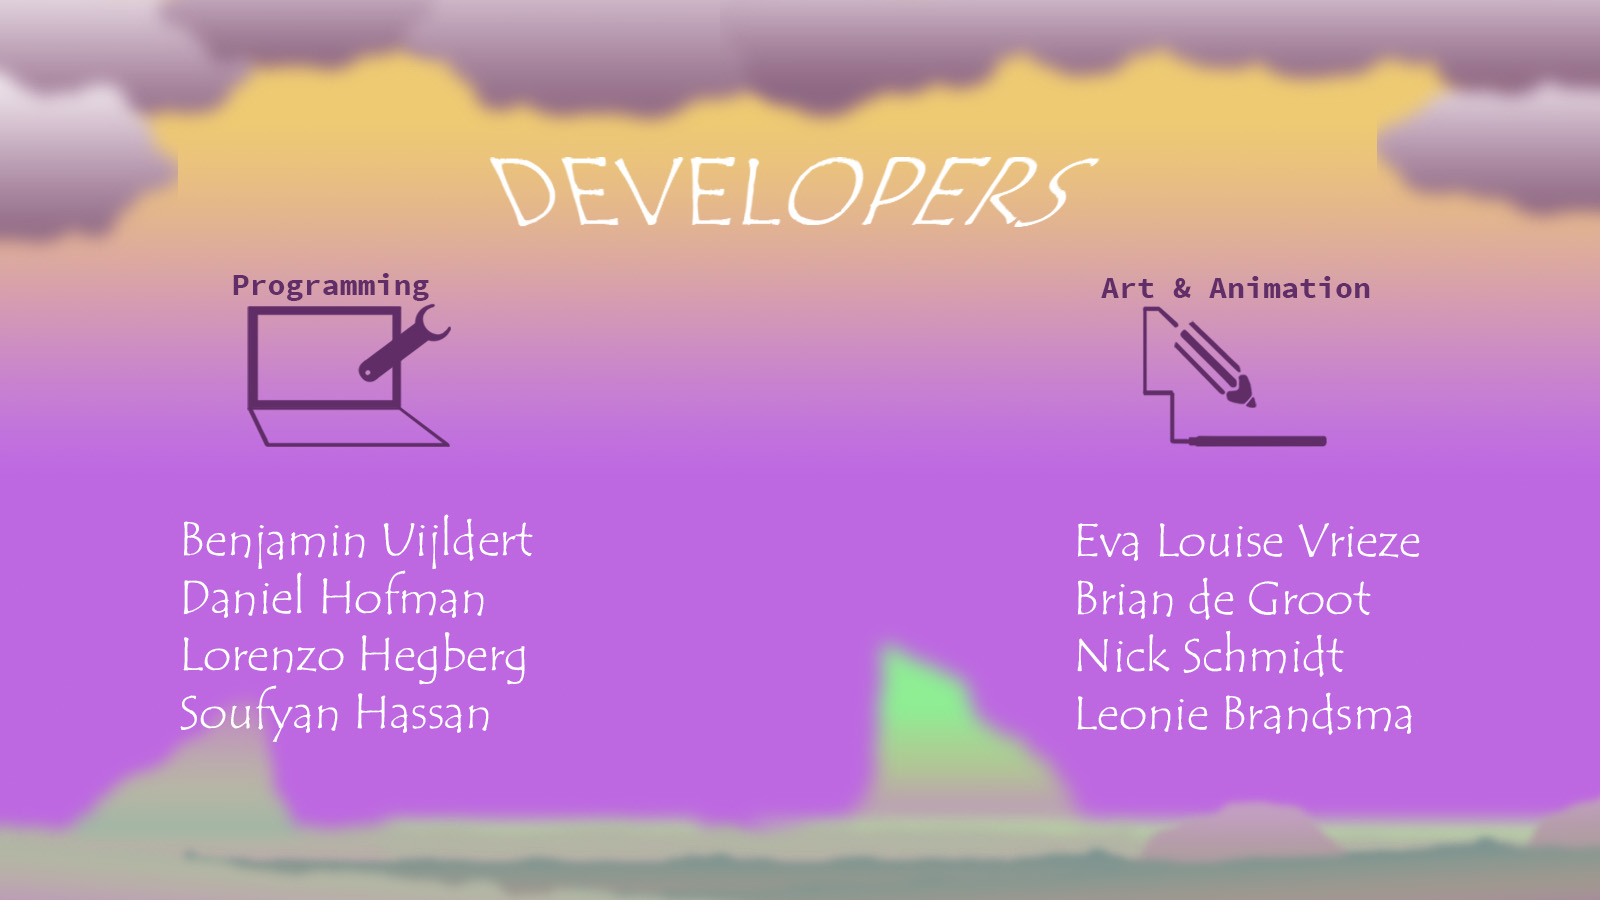 DEVELOPERS
Programming
Benjamin Uijldert
Daniel Hofman
Lorenzo Hegberg
Soufyan Hassan
Art & Animation
Eva Louise Vrieze
Brian de Groot
Nick Schmidt
Leonie Brandsma